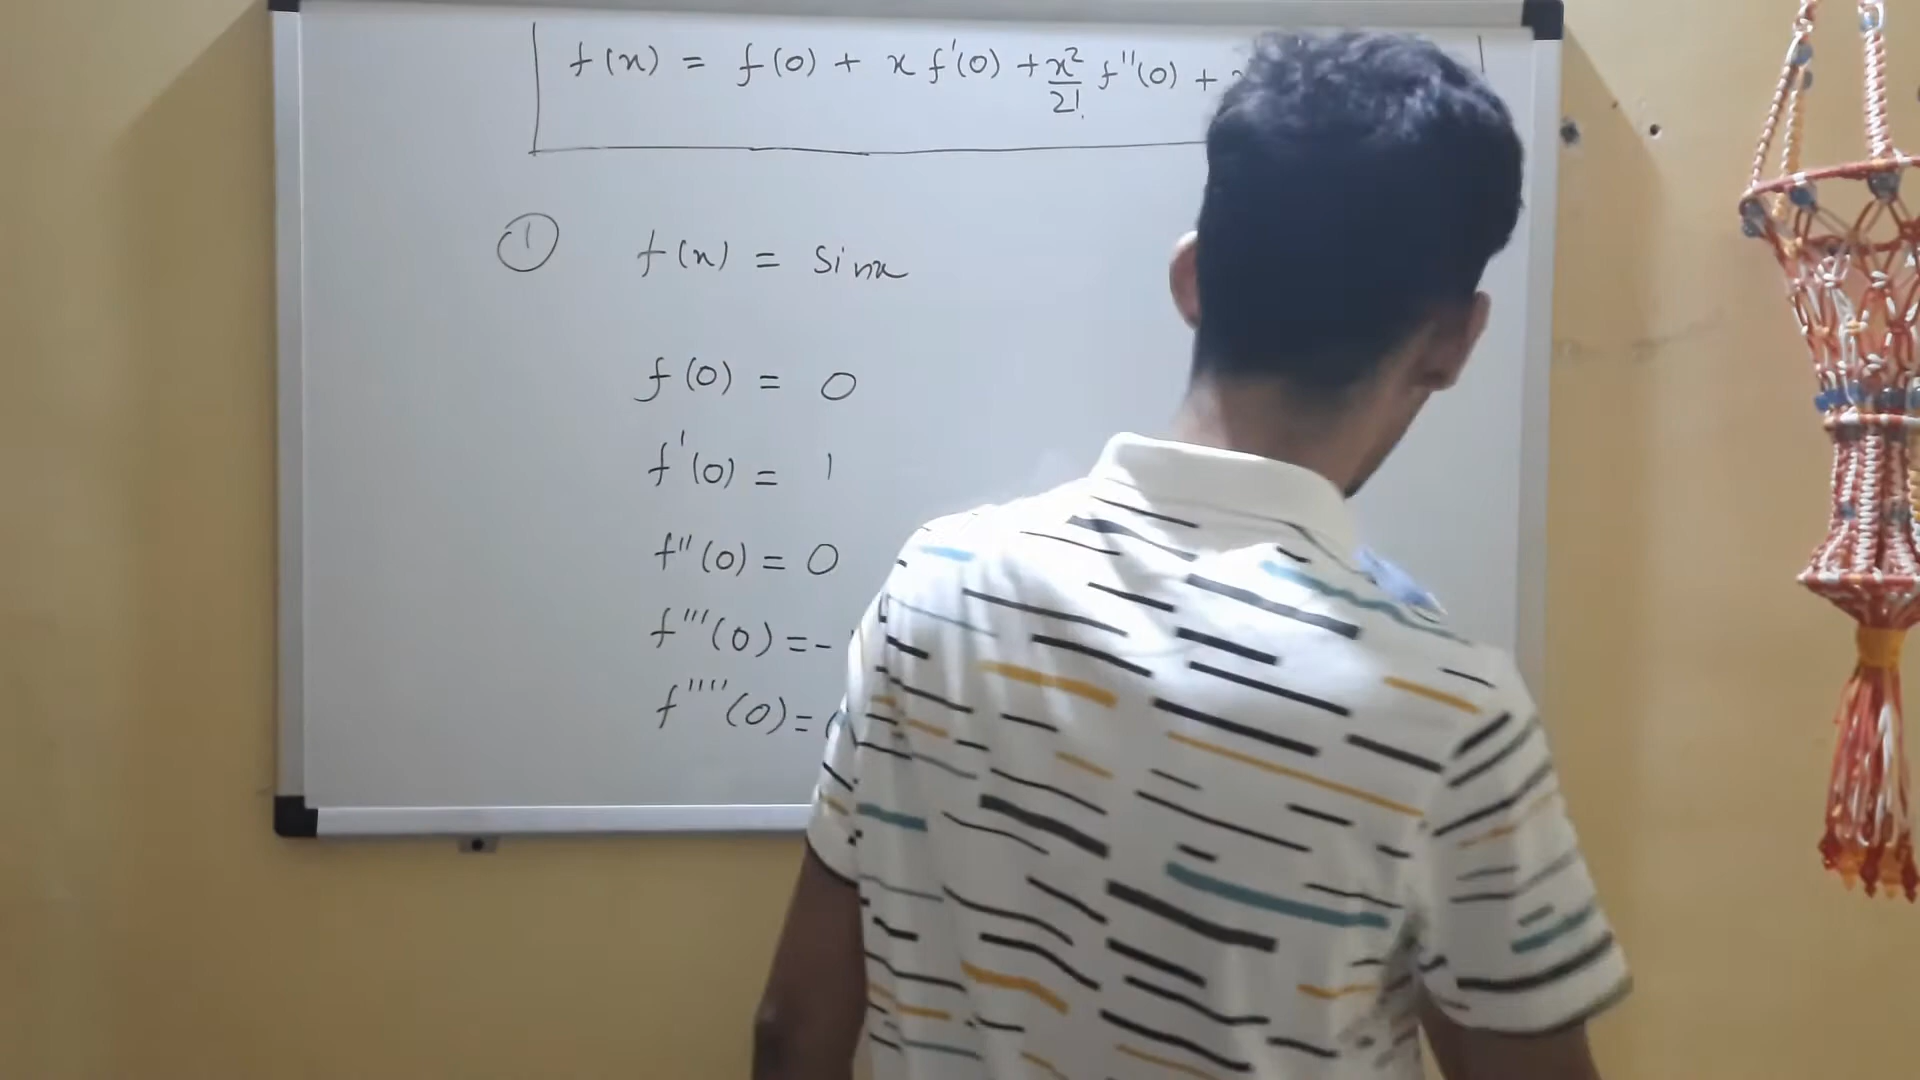 f(x) = f(0) + x f'(0) + x²/2! f''(0) +
① f(x) = sinx
f(0) = 0
f'(0) = 1
f''(0) = 0
f'''(0) = -
f''''(0) =